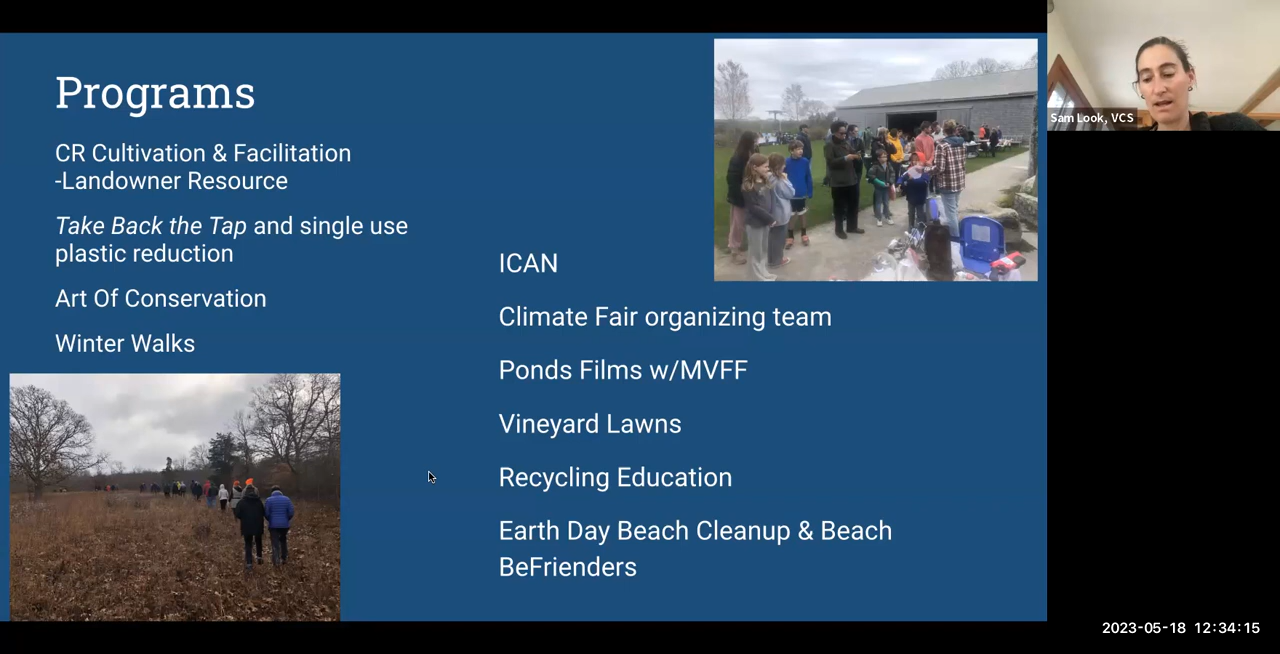 Programs
CR Cultivation & Facilitation
-Landowner Resource
Take Back the Tap and single use
plastic reduction
Art Of Conservation
Winter Walks
ICAN
Climate Fair organizing team
Ponds Films w/MVFF
Vineyard Lawns
Recycling Education
Earth Day Beach Cleanup & Beach
BeFrienders
Sam Look, VCS
2023-05-18 12:34:15